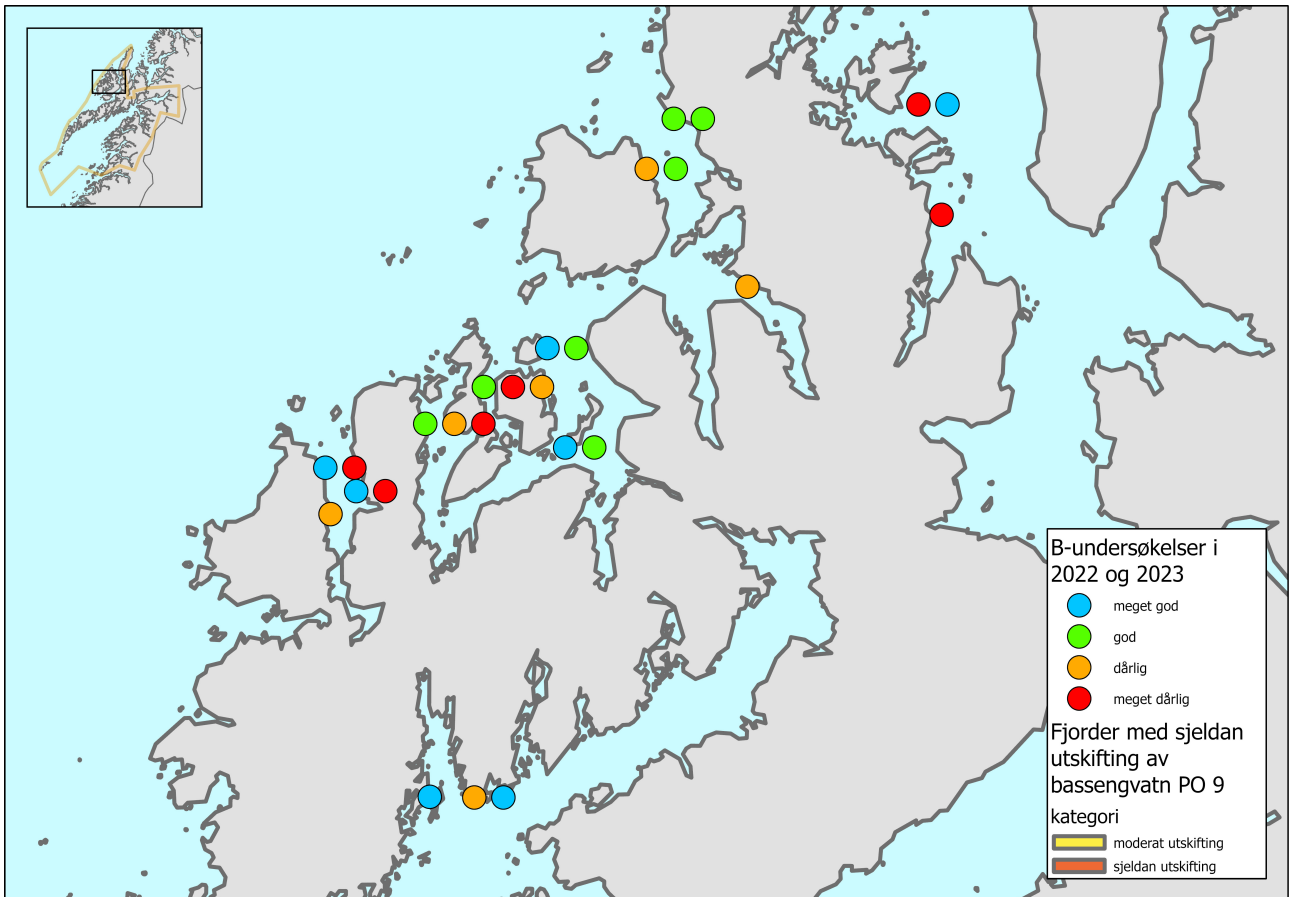 B-undersøkelser i
2022 og 2023
meget god
god
dårlig
meget dårlig
Fjorder med sjeldan
utskifting av
bassengvatn PO 9
kategori
moderat utskifting
sjeldan utskifting